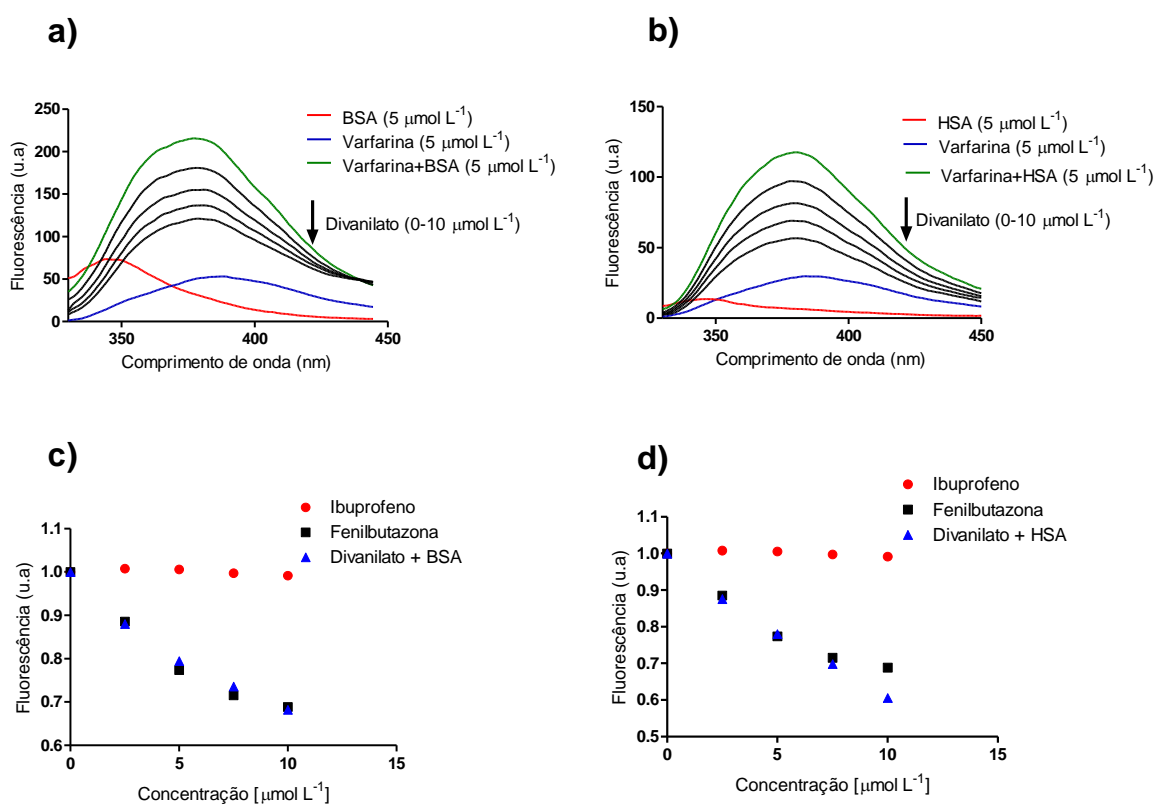 a)
BSA (5 μmol L-1)
Varfarina (5 μmol L-1)
Varfarina+BSA (5 μmol L-1)
Divanilato (0-10 μmol L-1)
Fluorescência (u.a)
250
200
150
100
50
0
350
400
450
Comprimento de onda (nm)
b)
HSA (5 μmol L-1)
Varfarina (5 μmol L-1)
Varfarina+HSA (5 μmol L-1)
Divanilato (0-10 μmol L-1)
Fluorescência (u.a)
150
100
50
0
350
400
450
Comprimento de onda (nm)
c)
Ibuprofeno
Fenilbutazona
Divanilato + BSA
Fluorescência (u.a)
1.1
1.0
0.9
0.8
0.7
0.6
0
5
10
15
Concentração [μmol L-1]
d)
Ibuprofeno
Fenilbutazona
Divanilato + HSA
Fluorescência (u.a)
1.1
1.0
0.9
0.8
0.7
0.6
0.5
0
5
10
15
Concentração [μmol L-1]